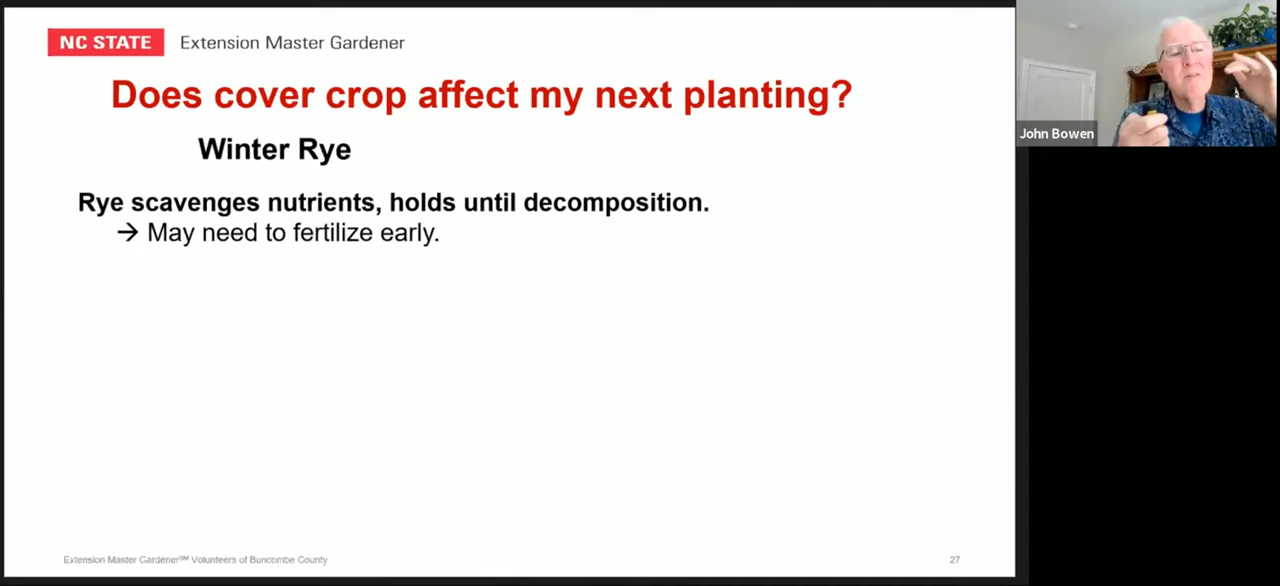 NC STATE Extension Master Gardener
Does cover crop affect my next planting?
Winter Rye
Rye scavenges nutrients, holds until decomposition.
→ May need to fertilize early.
Extension Master Gardener℠ Volunteers of Buncombe County
27
John Bowen